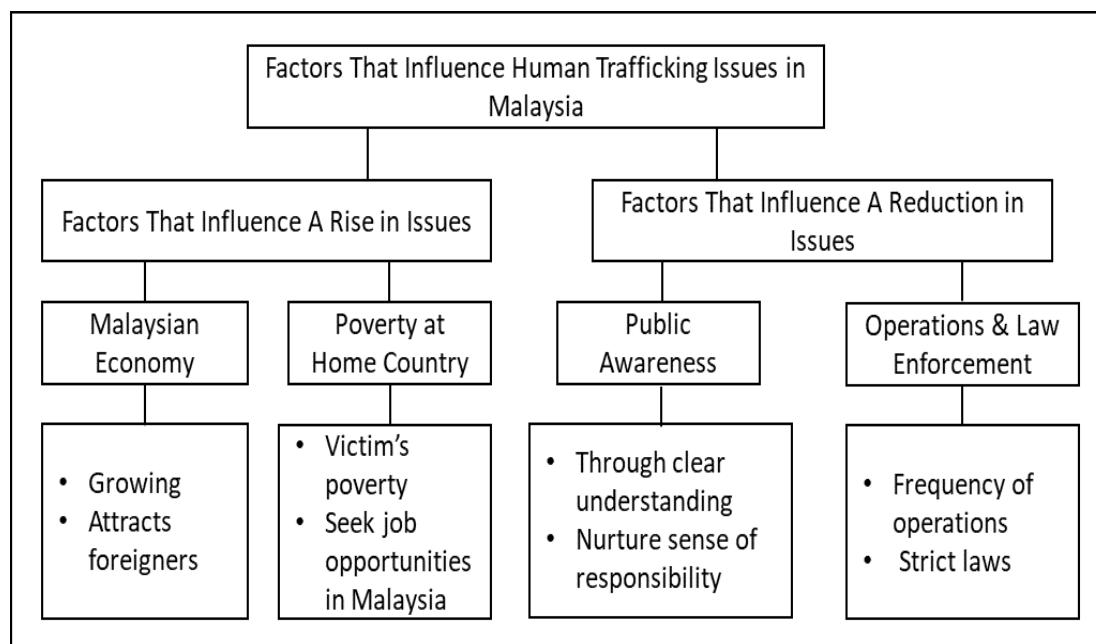 Factors That Influence Human Trafficking Issues in
Malaysia
Factors That Influence A Rise in Issues
Factors That Influence A Reduction in
Issues
Malaysian
Economy
Poverty at
Home Country
Public
Awareness
Operations & Law
Enforcement
• Growing
• Attracts
foreigners
• Victim's
poverty
• Seek job
opportunities
in Malaysia
• Through clear
understanding
• Nurture sense of
responsibility
• Frequency of
operations
• Strict laws